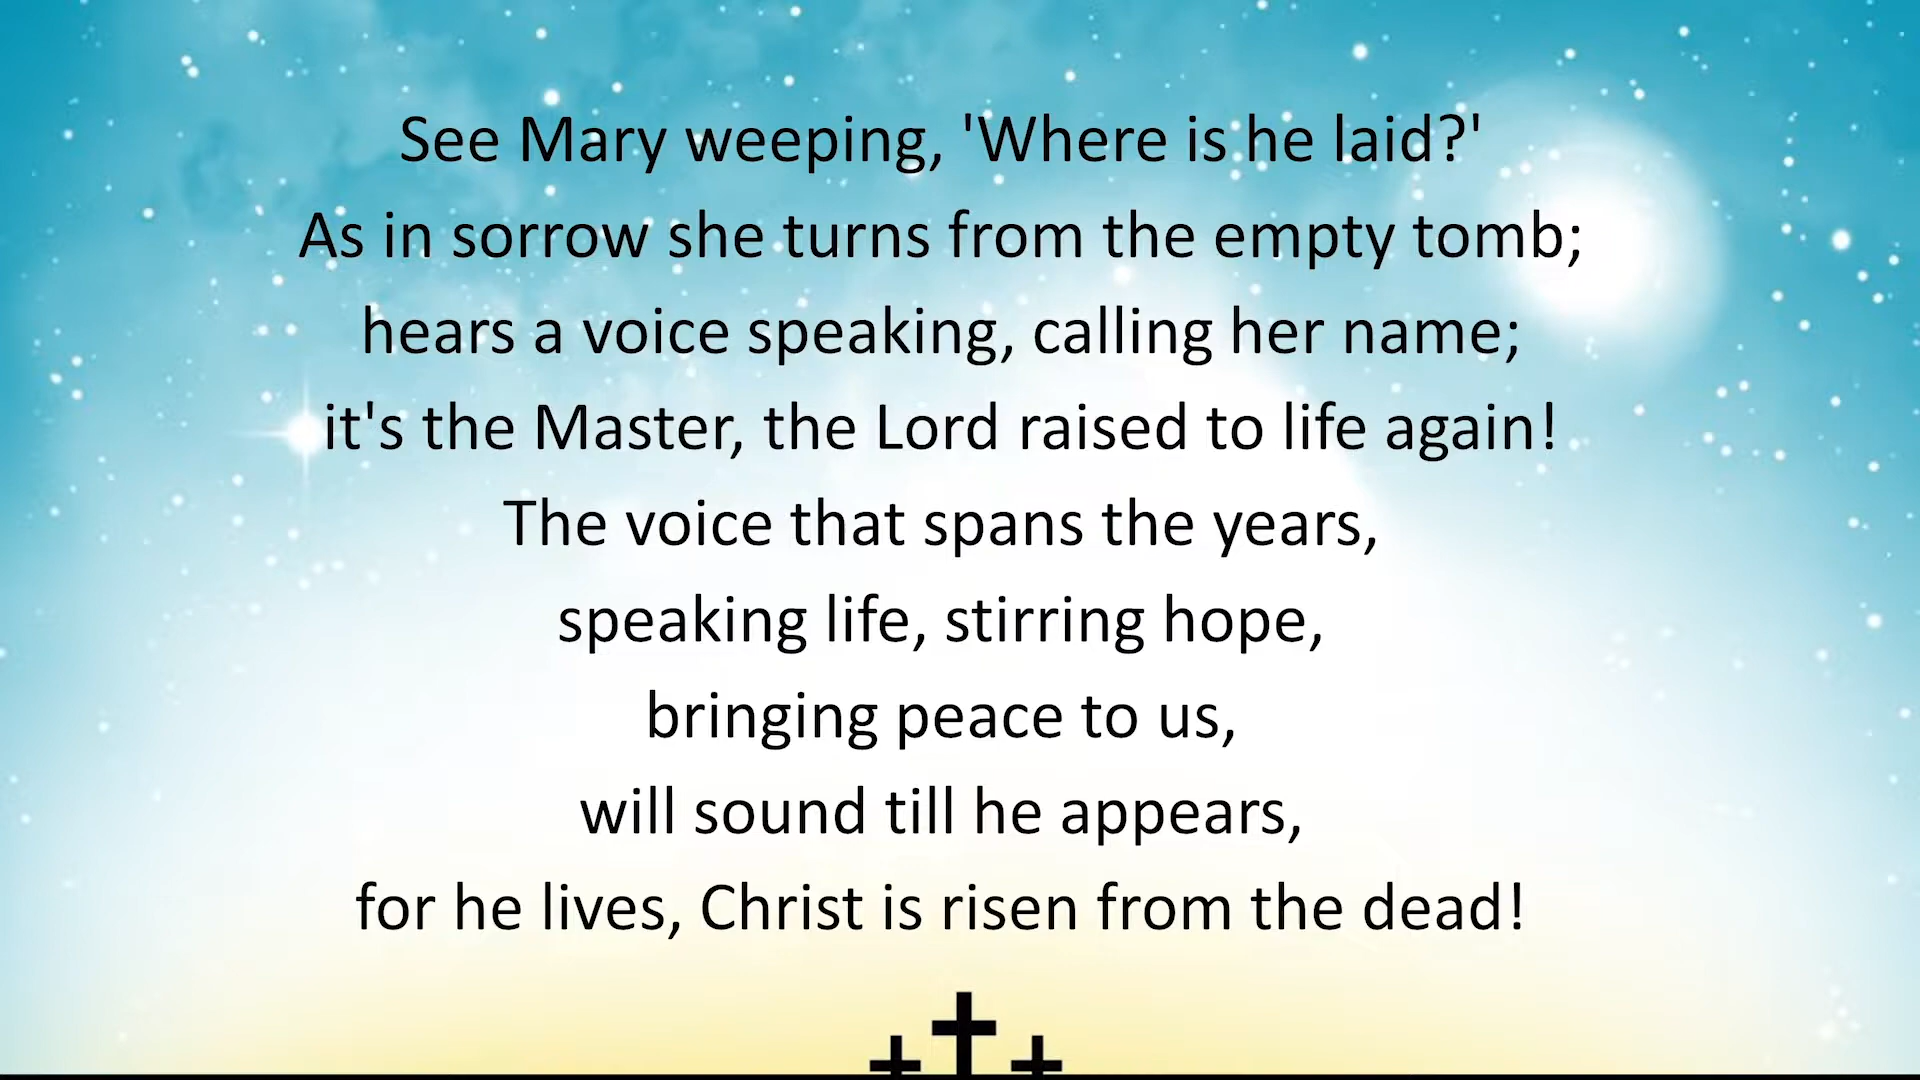 See Mary weeping, 'Where is he laid?'
As in sorrow she turns from the empty tomb;
hears a voice speaking, calling her name;
it's the Master, the Lord raised to life again!
The voice that spans the years,
speaking life, stirring hope,
bringing peace to us,
will sound till he appears,
for he lives, Christ is risen from the dead!